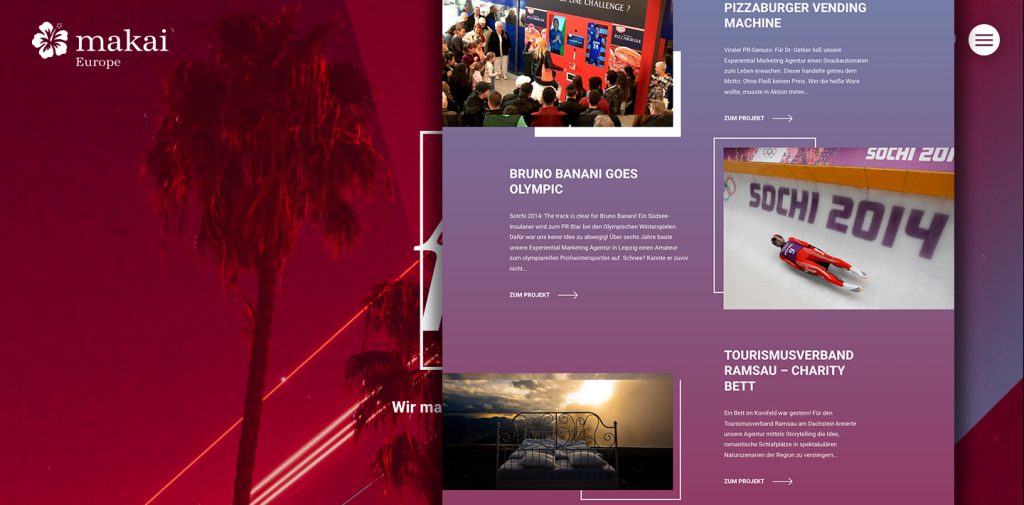 makai
Europe
LINE CHALLENGE ?
PIZZABURGER VENDING
MACHINE
Viraler PR-Genuss: Für Dr. Oetker ließ unsere
Experiential Marketing Agentur einen Snackautomaten
zum Leben erwachen. Dieser handelte getreu dem
Motto: Ohne Fleiß keinen Preis. Wer die heiße Ware
wollte, musste in Aktion treten...
ZUM PROJEKT
BRUNO BANANI GOES
OLYMPIC
Sotchi 2014: The track is clear for Bruno Banani! Ein Südsee-
Insulaner wird zum PR-Star bei den Olympischen Winterspielen.
Dafür war uns keine Idee zu abwegig! Über sechs Jahre baute
unsere Experiential Marketing Agentur in Leipzig einen Amateur
zum olympiareifen Profiwintersportler auf. Schnee? Kannte er zuvor
nicht...
ZUM PROJEKT
SOCHI 201
SOCHI 2014
Wir ma
TOURISMUSVERBAND
RAMSAU – CHARITY
BETT
Ein Bett im Kornfeld war gestern! Für den
Tourismusverband Ramsau am Dachstein kreierte
unsere Agentur mittels Storytelling die Idee,
romantische Schlafplätze in spektakulären
Naturszenarien der Region zu versteigern...
ZUM PROJEKT